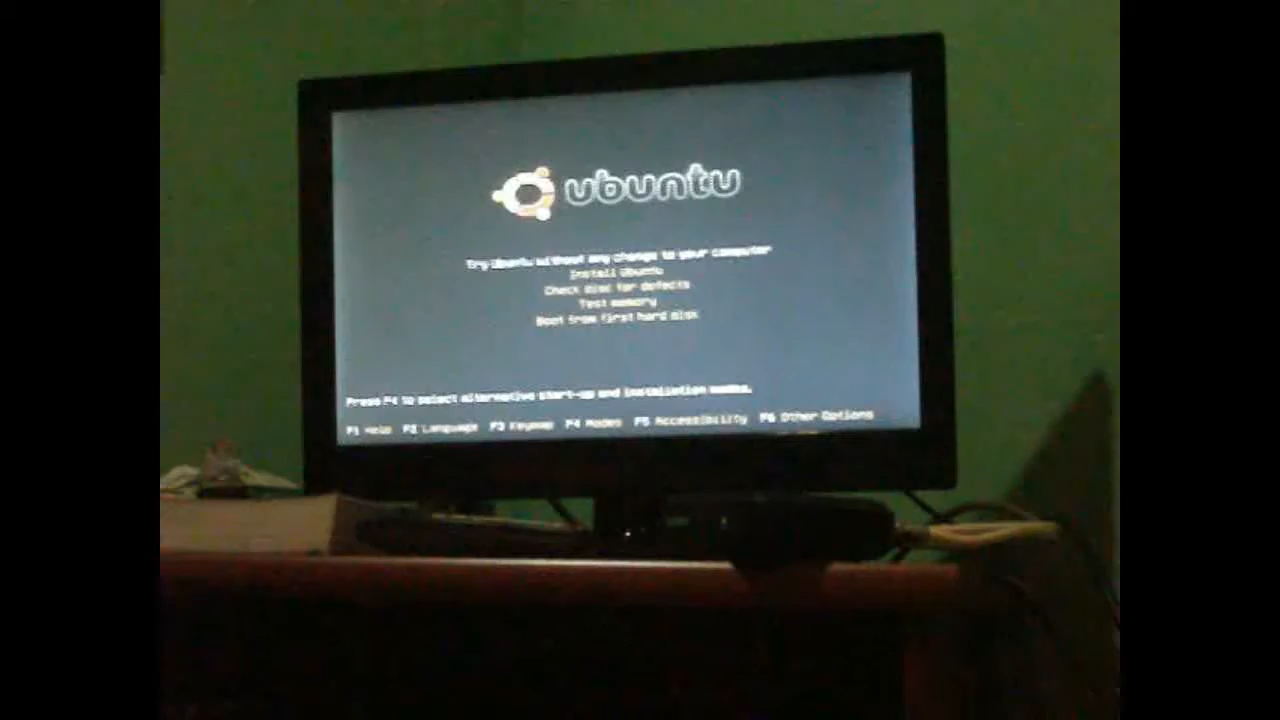 ubuntu
Try Ubuntu without any change to your computer
Install Ubuntu
Check disc for defects
Test memory
Boot from first hard disk
Press F4 to select alternative start-up and installation modes.
F1 Help F2 Language F3 Keymap F4 Modes F5 Accessibility F6 Other Options